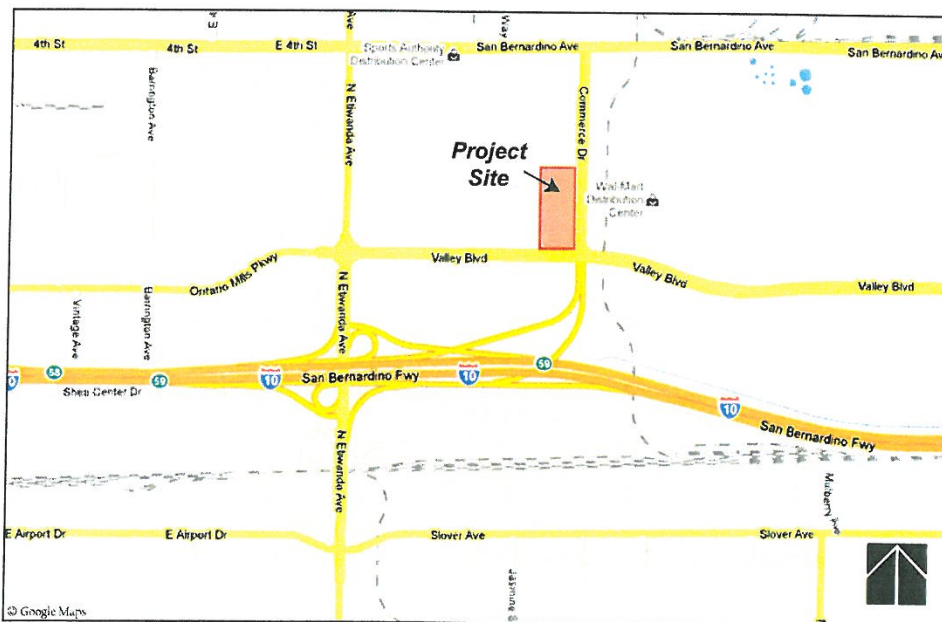 4th St
4th St
E 4th St
Ave
Way
San Bernardino Ave
San Bernardino Ave
San Bernardino Av
Sports Authority
Distribution Center
Barrington Ave
N Etiwanda Ave
Commerce Dr
Project
Site
Wal-Mart
Distribution
Center
Ontario Mills Pkwy
Valley Blvd
Valley Blvd
Valley Blvd
N Etiwanda Ave
Vintage Ave
Barrington Ave
10
58
59
Shea Center Dr
10
San Bernardino Fwy
10
59
10
San Bernardino Fwy
N Etiwanda Ave
Mulberry Ave
E Airport Dr
E Airport Dr
Slover Ave
Slover Ave
Jasmine S
© Google Maps